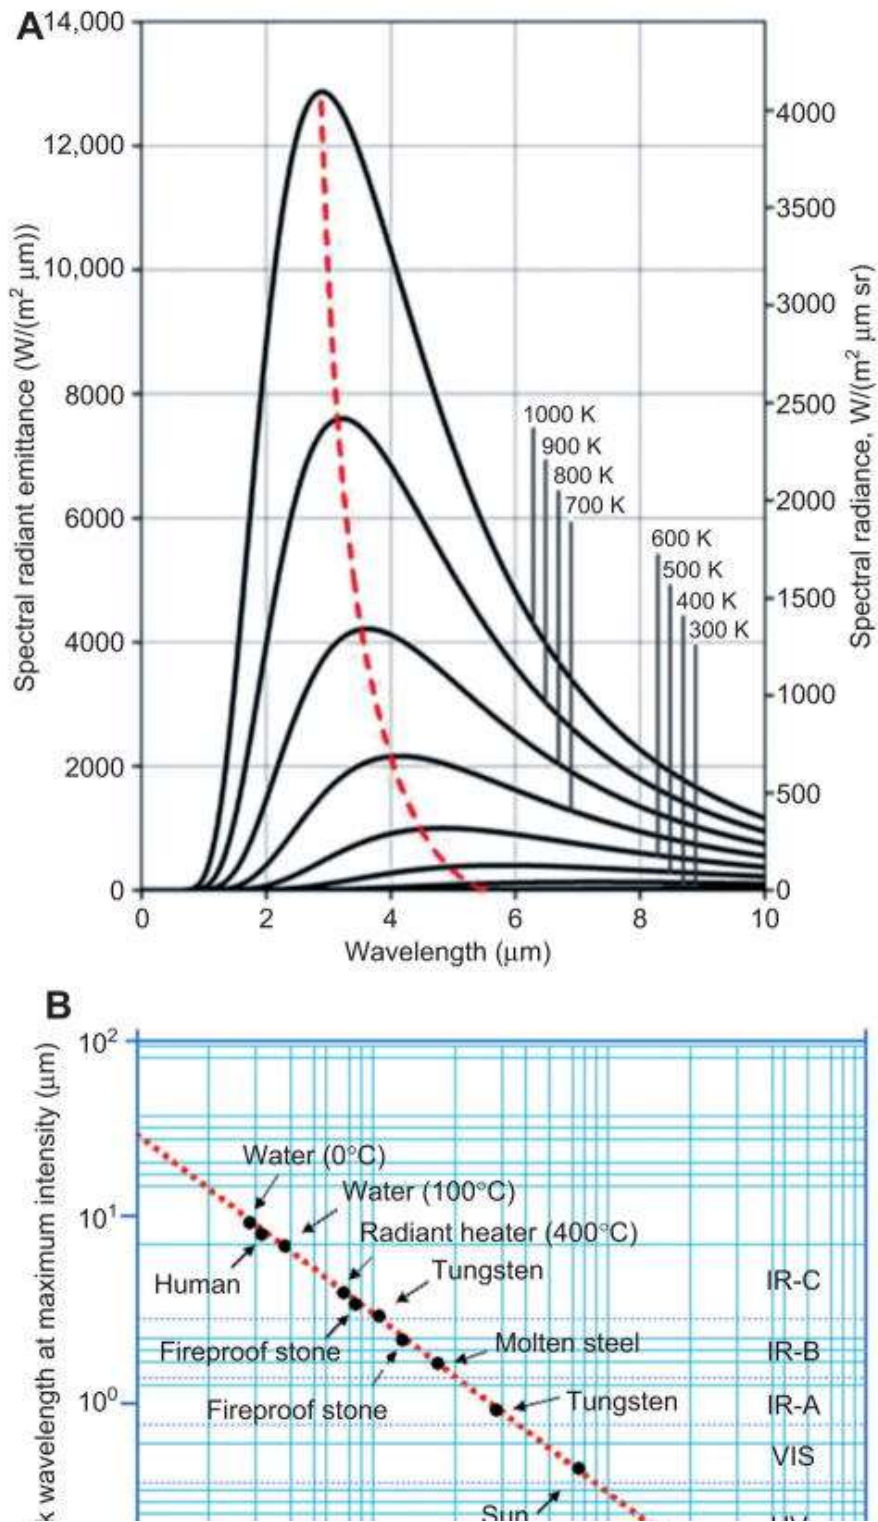 A
14,000
12,000
10,000
8000
6000
4000
2000
0
Spectral radiant emittance (W/(m² μm))
4000
3500
3000
2500
2000
1500
1000
500
0
Spectral radiance, W/(m² μm sr)
1000 K
900 K
800 K
700 K
600 K
500 K
400 K
300 K
0 2 4 6 8 10
Wavelength (μm)
B
10²
10¹
10⁰
wavelength at maximum intensity (μm)
Water (0°C)
Water (100°C)
Radiant heater (400°C)
Tungsten
Human
IR-C
Fireproof stone
Molten steel
IR-B
Fireproof stone
Tungsten
IR-A
VIS
Sun